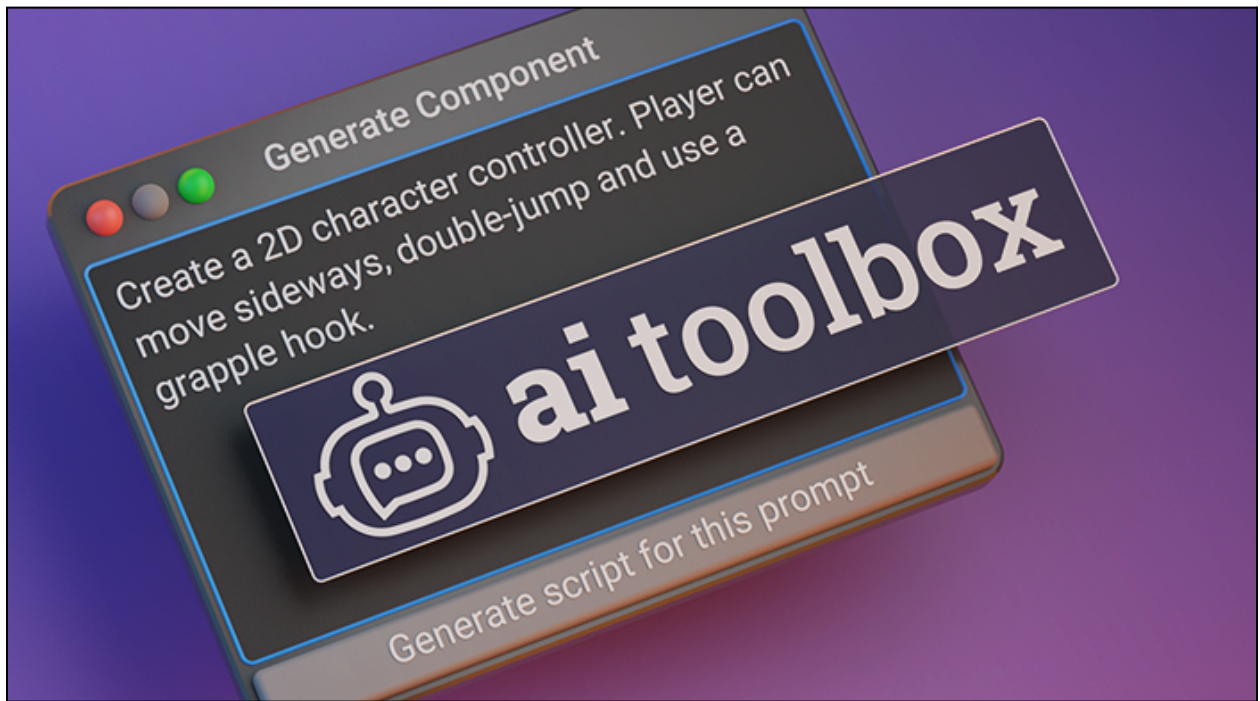 Generate Component
Create a 2D character controller. Player can
move sideways, double-jump and use a
grapple hook.
ai toolbox
Generate script for this prompt